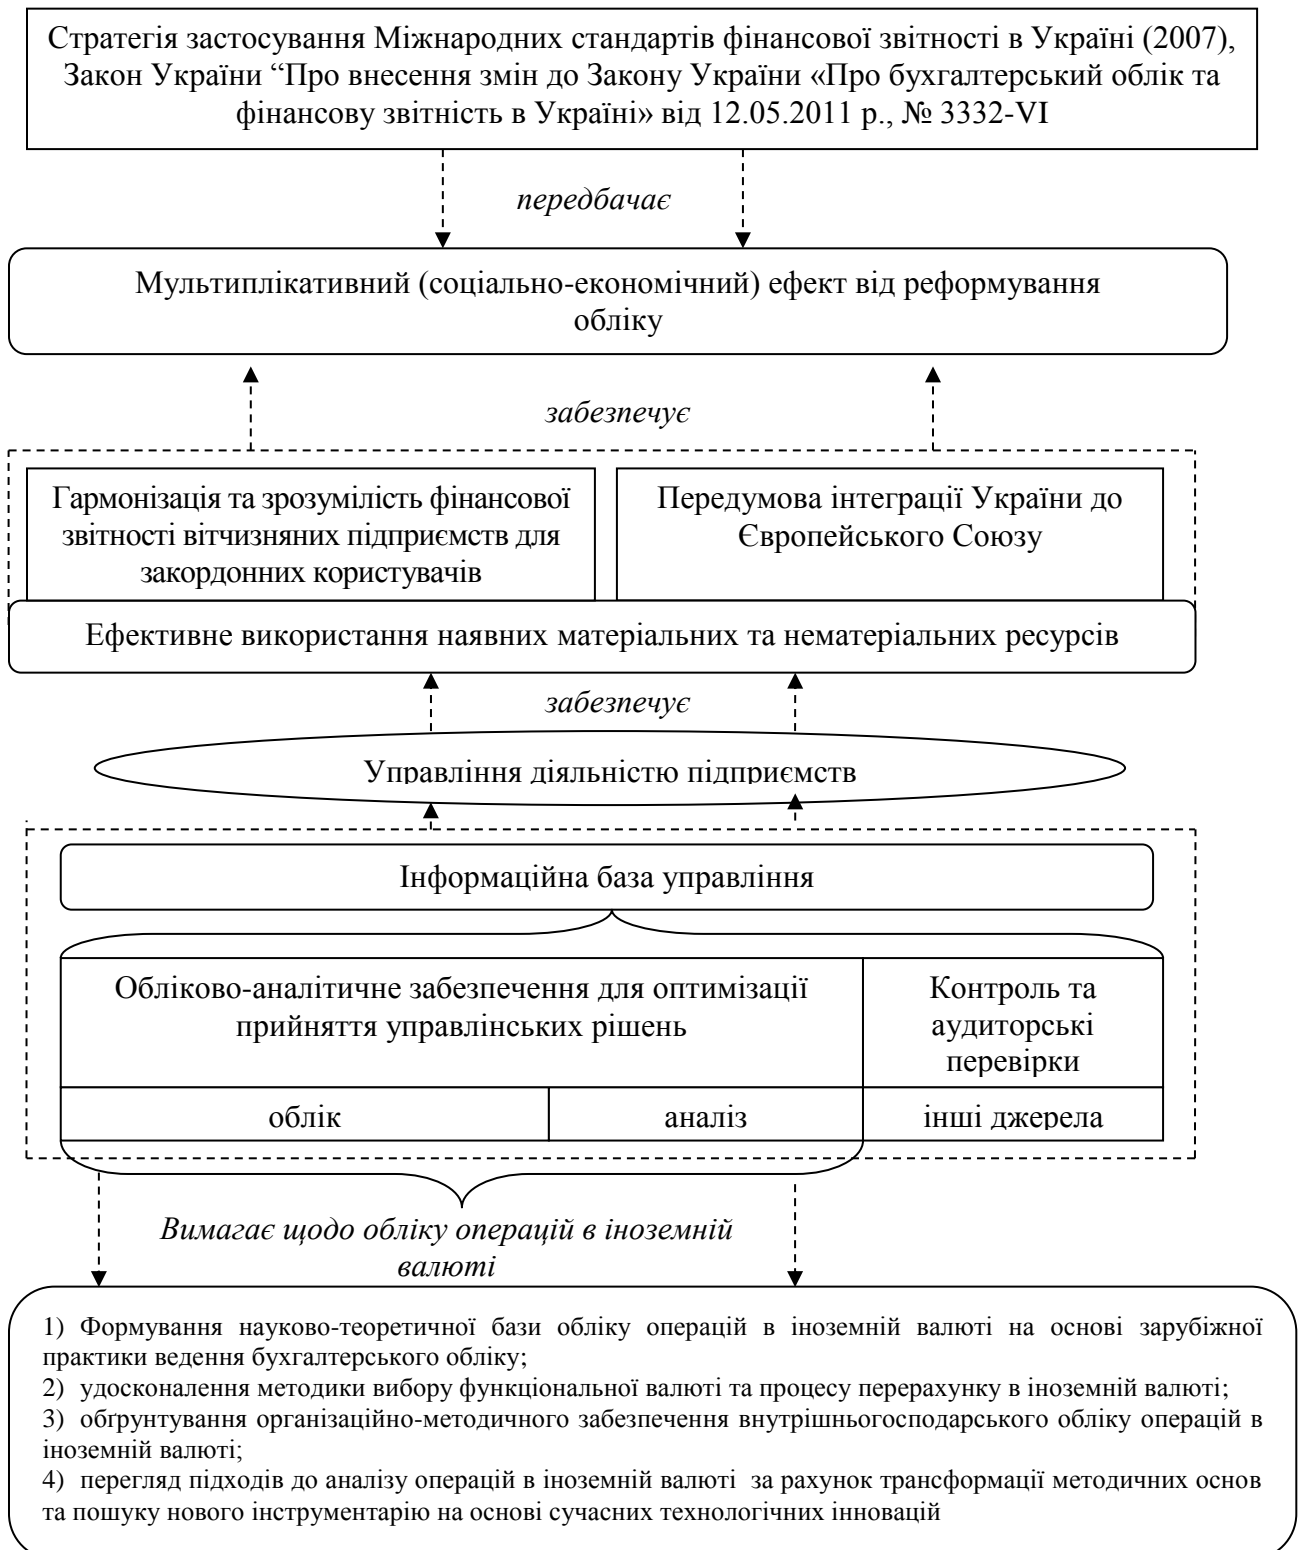 Стратегія застосування Міжнародних стандартів фінансової звітності в Україні (2007),
Закон України “Про внесення змін до Закону України «Про бухгалтерський облік та
фінансову звітність в Україні» від 12.05.2011 р., № 3332-VI
передбачає
Мультиплікативний (соціально-економічний) ефект від реформування
обліку
забезпечує
Гармонізація та зрозумілість фінансової
звітності вітчизняних підприємств для
закордонних користувачів
Передумова інтеграції України до
Європейського Союзу
Ефективне використання наявних матеріальних та нематеріальних ресурсів
забезпечує
Управління діяльністю підприємств
Інформаційна база управління
Обліково-аналітичне забезпечення для оптимізації
прийняття управлінських рішень
Контроль та
аудиторські
перевірки
облік
аналіз
інші джерела
Вимагає щодо обліку операцій в іноземній
валюті
1) Формування науково-теоретичної бази обліку операцій в іноземній валюті на основі зарубіжної
практики ведення бухгалтерського обліку;
2) удосконалення методики вибору функціональної валюті та процесу перерахунку в іноземній валюті;
3) обґрунтування організаційно-методичного забезпечення внутрішньогосподарського обліку операцій в
іноземній валюті;
4) перегляд підходів до аналізу операцій в іноземній валюті за рахунок трансформації методичних основ
та пошуку нового інструментарію на основі сучасних технологічних інновацій